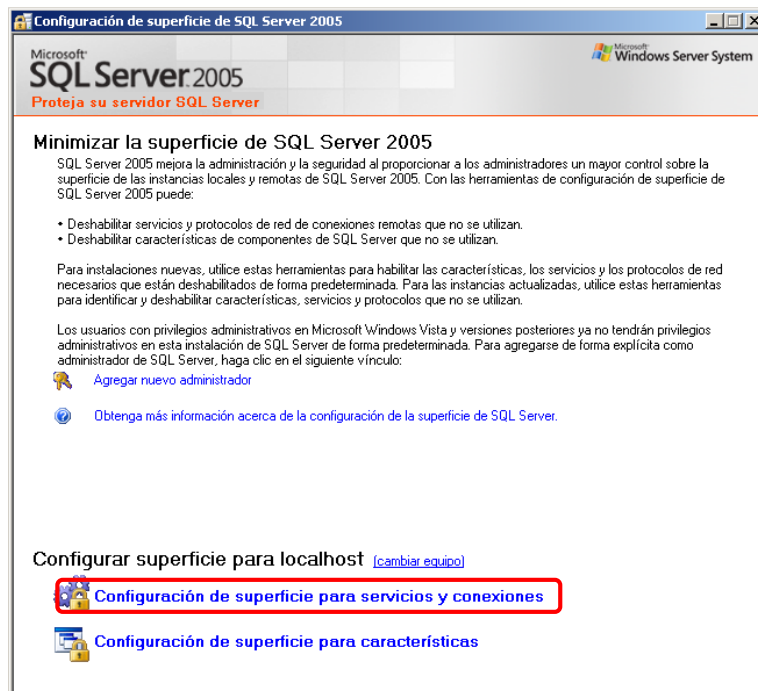 Configuración de superficie de SQL Server 2005
Microsoft
SQL Server 2005
Proteja su servidor SQL Server
Microsoft
Windows Server System
Minimizar la superficie de SQL Server 2005
SQL Server 2005 mejora la administración y la seguridad al proporcionar a los administradores un mayor control sobre la
superficie de las instancias locales y remotas de SQL Server 2005. Con las herramientas de configuración de superficie de
SQL Server 2005 puede:
• Deshabilitar servicios y protocolos de red de conexiones remotas que no se utilizan.
• Deshabilitar características de componentes de SQL Server que no se utilizan.
Para instalaciones nuevas, utilice estas herramientas para habilitar las características, los servicios y los protocolos de red
necesarios que están deshabilitados de forma predeterminada. Para las instancias actualizadas, utilice estas herramientas
para identificar y deshabilitar características, servicios y protocolos que no se utilizan.
Los usuarios con privilegios administrativos en Microsoft Windows Vista y versiones posteriores ya no tendrán privilegios
administrativos en esta instalación de SQL Server de forma predeterminada. Para agregarse de forma explícita como
administrador de SQL Server, haga clic en el siguiente vínculo:
Agregar nuevo administrador
Obtenga más información acerca de la configuración de la superficie de SQL Server.
Configurar superficie para localhost (cambiar equipo)
Configuración de superficie para servicios y conexiones
Configuración de superficie para características